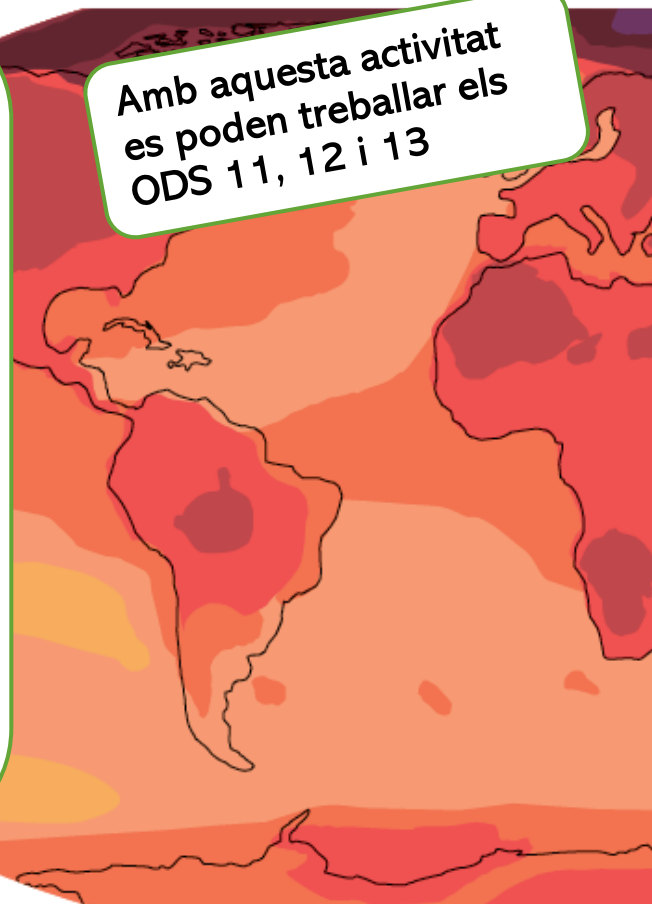 Amb aquesta activitat
es poden treballar els
ODS 11, 12 i 13